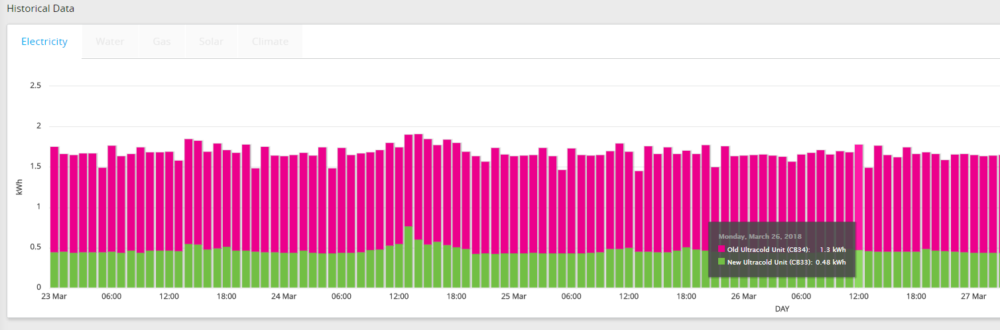 Historical Data
Electricity Water Gas Solar Climate
2.5
2
1.5
1
0.5
0
kWh
Monday, March 26, 2018
Old Ultracold Unit (CB34): 1.3 kWh
New Ultracold Unit (CB33): 0.48 kWh
23 Mar 06:00 12:00 18:00 24 Mar 06:00 12:00 18:00 25 Mar 06:00 12:00 18:00 26 Mar 06:00 12:00 18:00 27 Mar
DAY